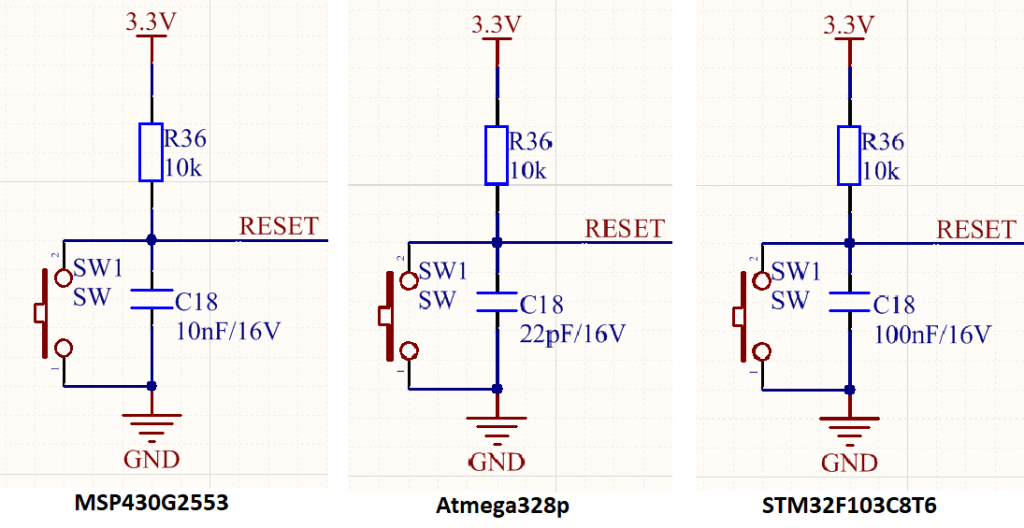 3.3V
R36
10k
RESET
2
SW1
SW
C18
10nF/16V
1
GND
MSP430G2553
3.3V
R36
10k
RESET
2
SW1
SW
C18
22pF/16V
1
GND
Atmega328p
3.3V
R36
10k
RESET
2
SW1
SW
C18
100nF/16V
1
GND
STM32F103C8T6